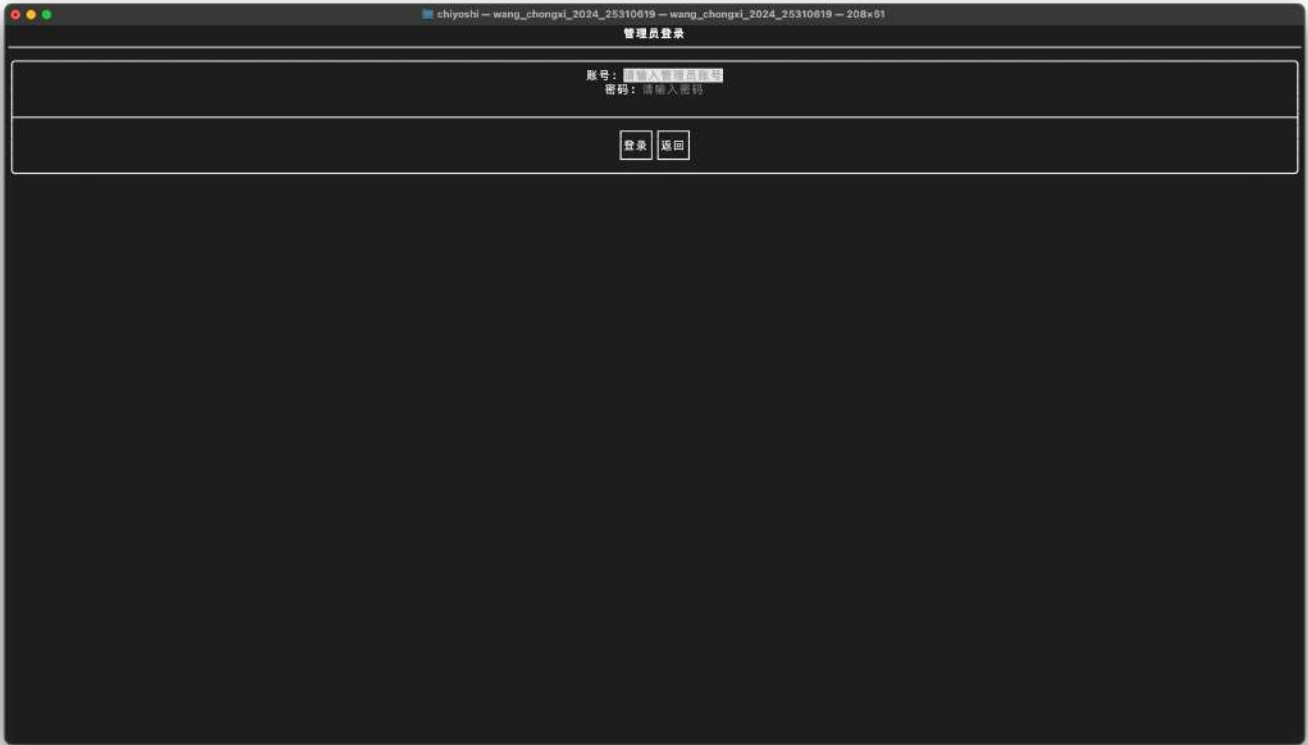 chiyoshi — wang_chongxi_2024_25310619 — wang_chongxi_2024_25310619 — 208×51
管理员登录
账号: 请输入管理员账号
密码: 请输入密码
登录 返回